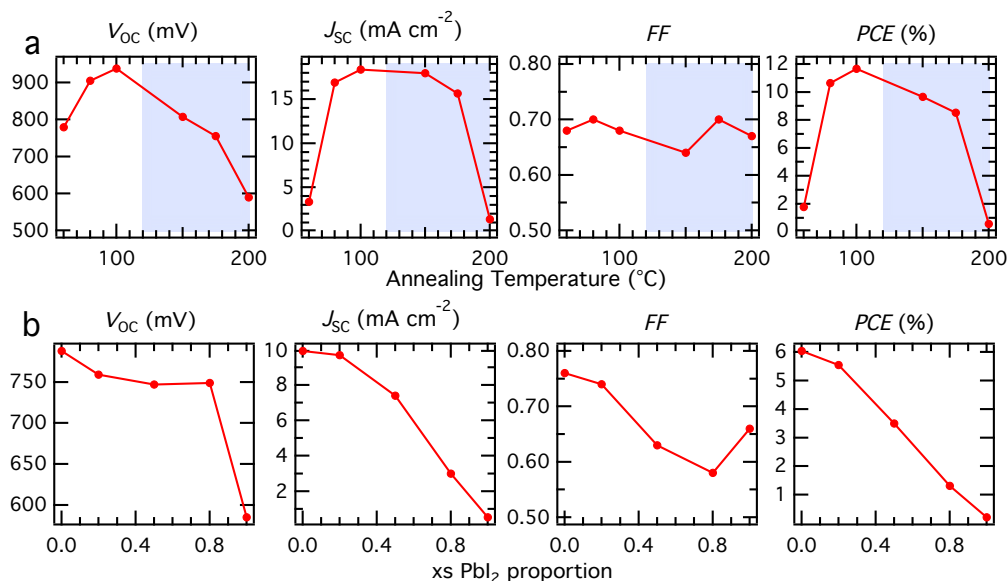 a
V_OC (mV)
J_SC (mA cm⁻²)
FF
PCE (%)
900
800
700
600
500
15
12
9
6
3
0
0.80
0.70
0.60
0.50
12
10
8
6
4
2
0
100 200 100 200 100 200 100 200
Annealing Temperature (°C)
b
V_OC (mV)
J_SC (mA cm⁻²)
FF
PCE (%)
750
700
650
600
10
8
6
4
2
0.80
0.70
0.60
0.50
6
5
4
3
2
1
0.0 0.4 0.8 0.0 0.4 0.8 0.0 0.4 0.8 0.0 0.4 0.8
xs PbI₂ proportion